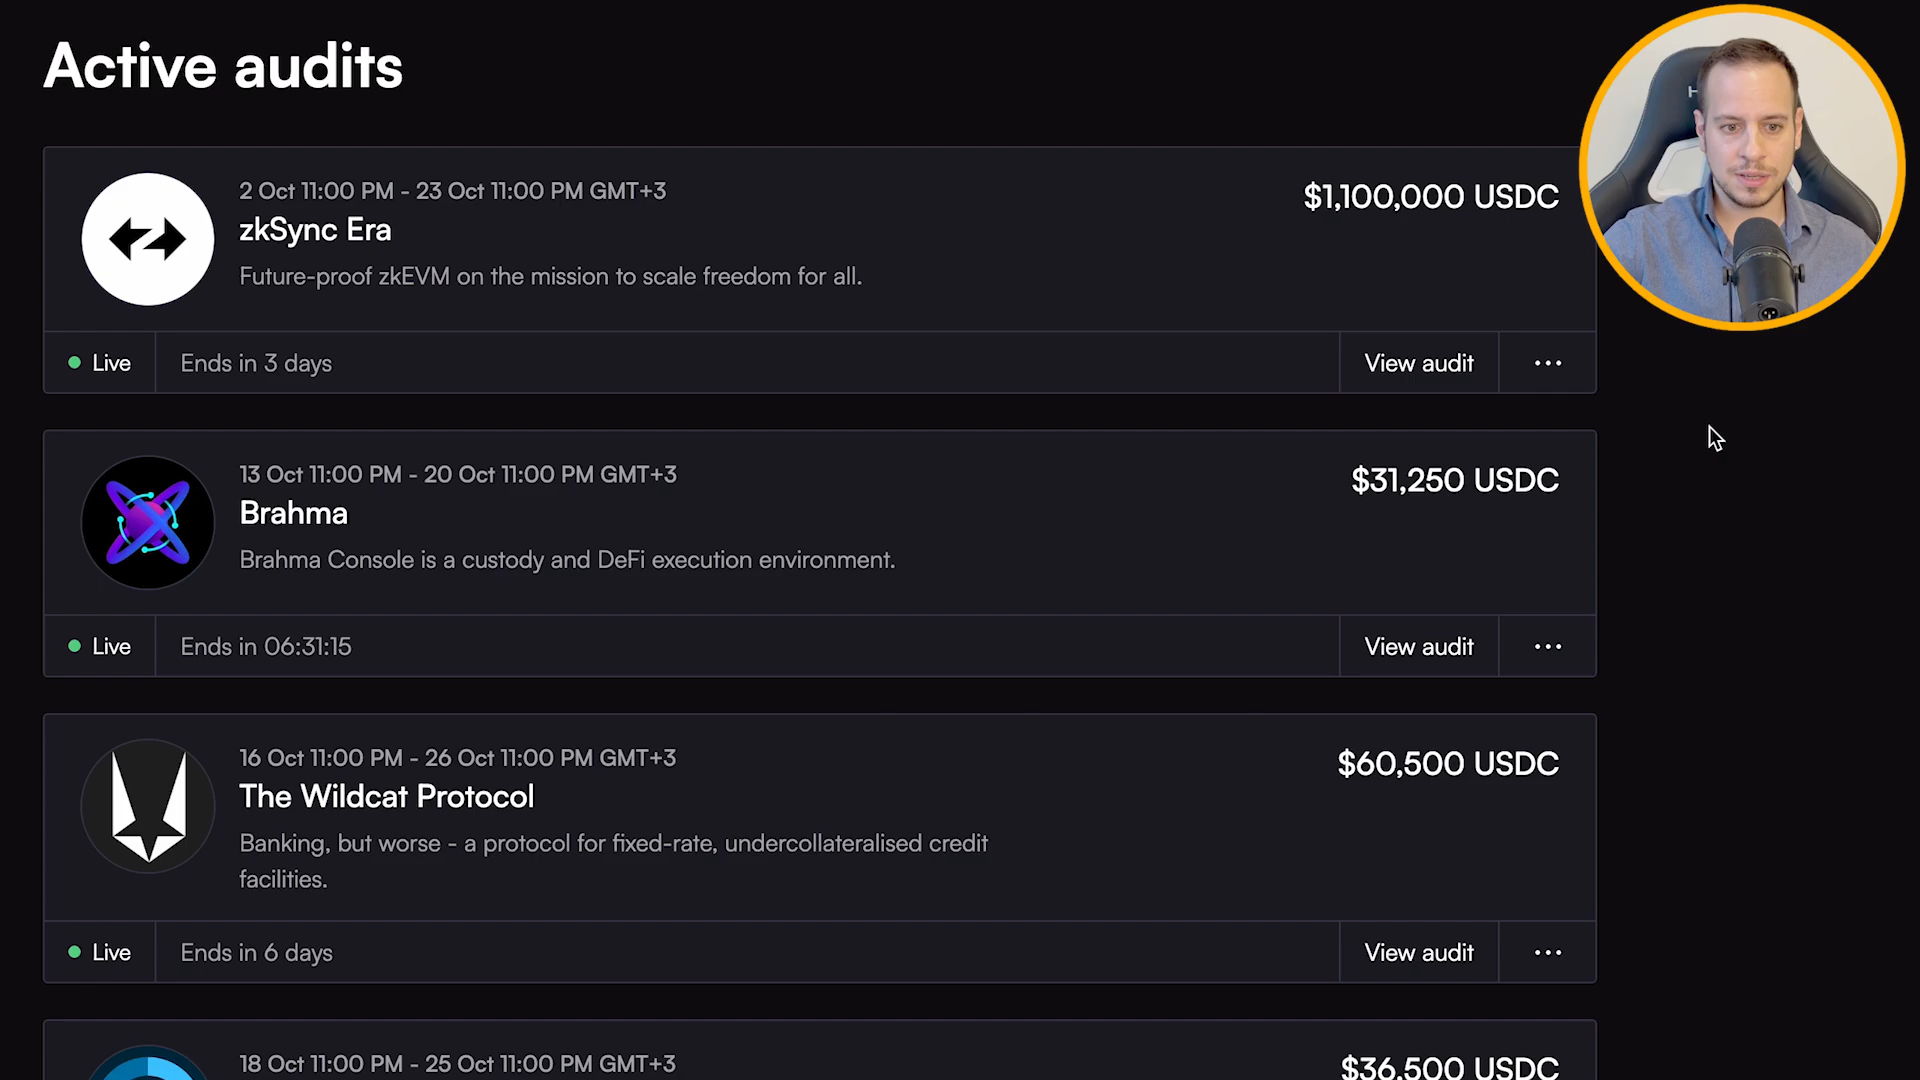 Active audits
2 Oct 11:00 PM - 23 Oct 11:00 PM GMT+3
$1,100,000 USDC
zkSync Era
Future-proof zkEVM on the mission to scale freedom for all.
Live
Ends in 3 days
View audit
13 Oct 11:00 PM - 20 Oct 11:00 PM GMT+3
$31,250 USDC
Brahma
Brahma Console is a custody and DeFi execution environment.
Live
Ends in 06:31:15
View audit
16 Oct 11:00 PM - 26 Oct 11:00 PM GMT+3
$60,500 USDC
The Wildcat Protocol
Banking, but worse - a protocol for fixed-rate, undercollateralised credit
facilities.
Live
Ends in 6 days
View audit
18 Oct 11:00 PM - 25 Oct 11:00 PM GMT+3
$36,500 USDC